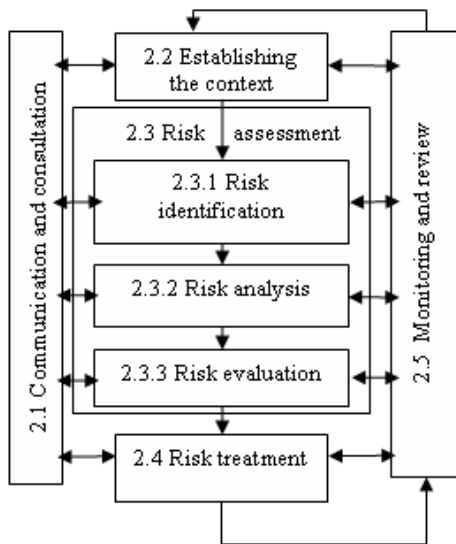 2.2 Establishing
the context
2.3 Risk assessment
2.3.1 Risk
identification
2.3.2 Risk analysis
2.3.3 Risk evaluation
2.4 Risk treatment
2.1 Communication and consultation
2.5 Monitoring and review